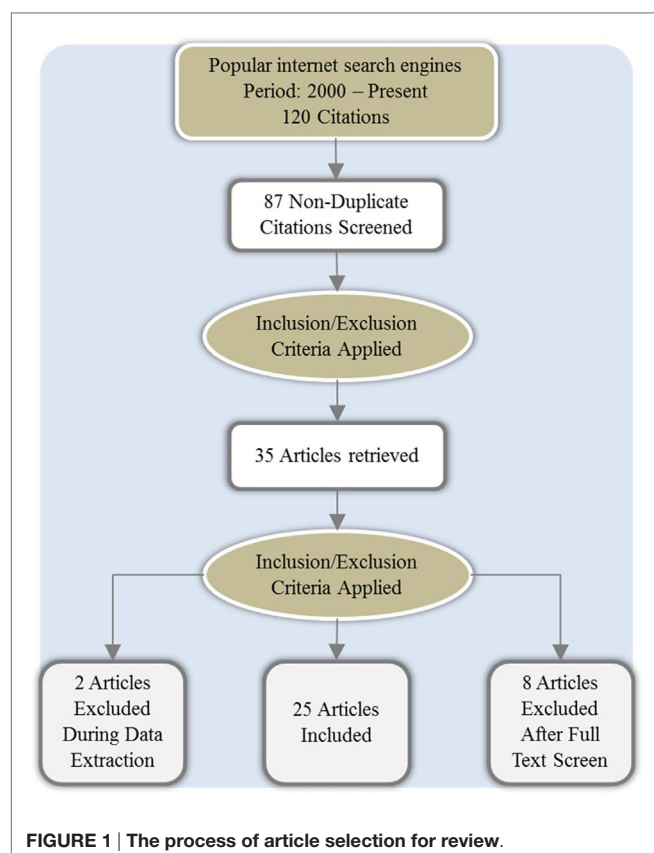 Popular internet search engines
Period: 2000 – Present
120 Citations
87 Non-Duplicate
Citations Screened
Inclusion/Exclusion
Criteria Applied
35 Articles retrieved
Inclusion/Exclusion
Criteria Applied
2 Articles
Excluded
During Data
Extraction
25 Articles
Included
8 Articles
Excluded
After Full
Text Screen
FIGURE 1 | The process of article selection for review.